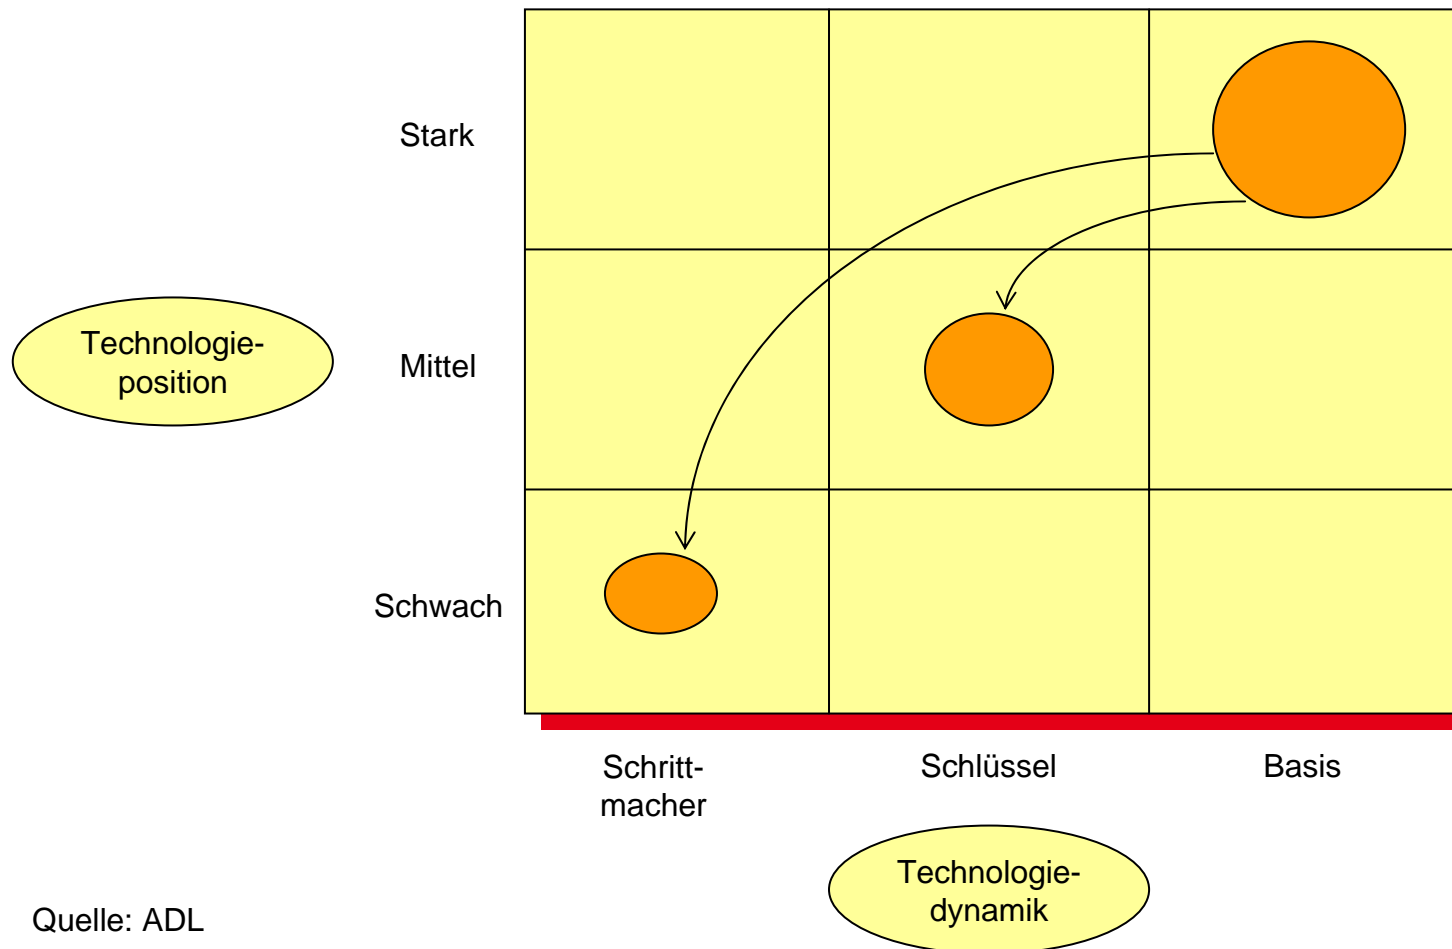 Stark
Technologie-
position
Mittel
Schwach
Schritt-
macher
Schlüssel
Basis
Technologie-
dynamik
Quelle: ADL